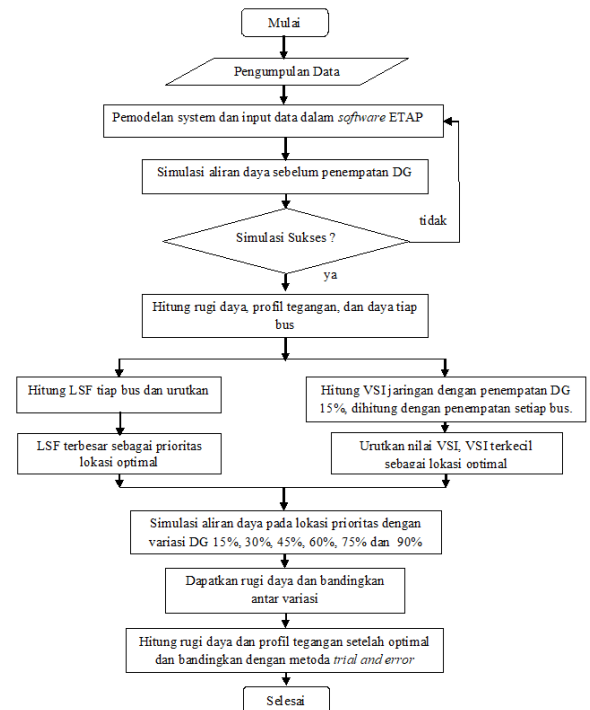 Mulai
Pengumpulan Data
Pemodelan system dan input data dalam software ETAP
Simulasi aliran daya sebelum penempatan DG
tidak
Simulasi Sukses ?
ya
Hitung rugi daya, profil tegangan, dan daya tiap
bus
Hitung LSF tiap bus dan urutkan
LSF terbesar sebagai prioritas
lokasi optimal
Hitung VSI jaringan dengan penempatan DG
15%, dihitung dengan penempatan setiap bus.
Urutkan nilai VSI, VSI terkecil
sebagai lokasi optimal
Simulasi aliran daya pada lokasi prioritas dengan
variasi DG 15%, 30%, 45%, 60%, 75% dan 90%
Dapatkan rugi daya dan bandingkan
antar variasi
Hitung rugi daya dan profil tegangan setelah optimal
dan bandingkan dengan metoda trial and error
Selesai